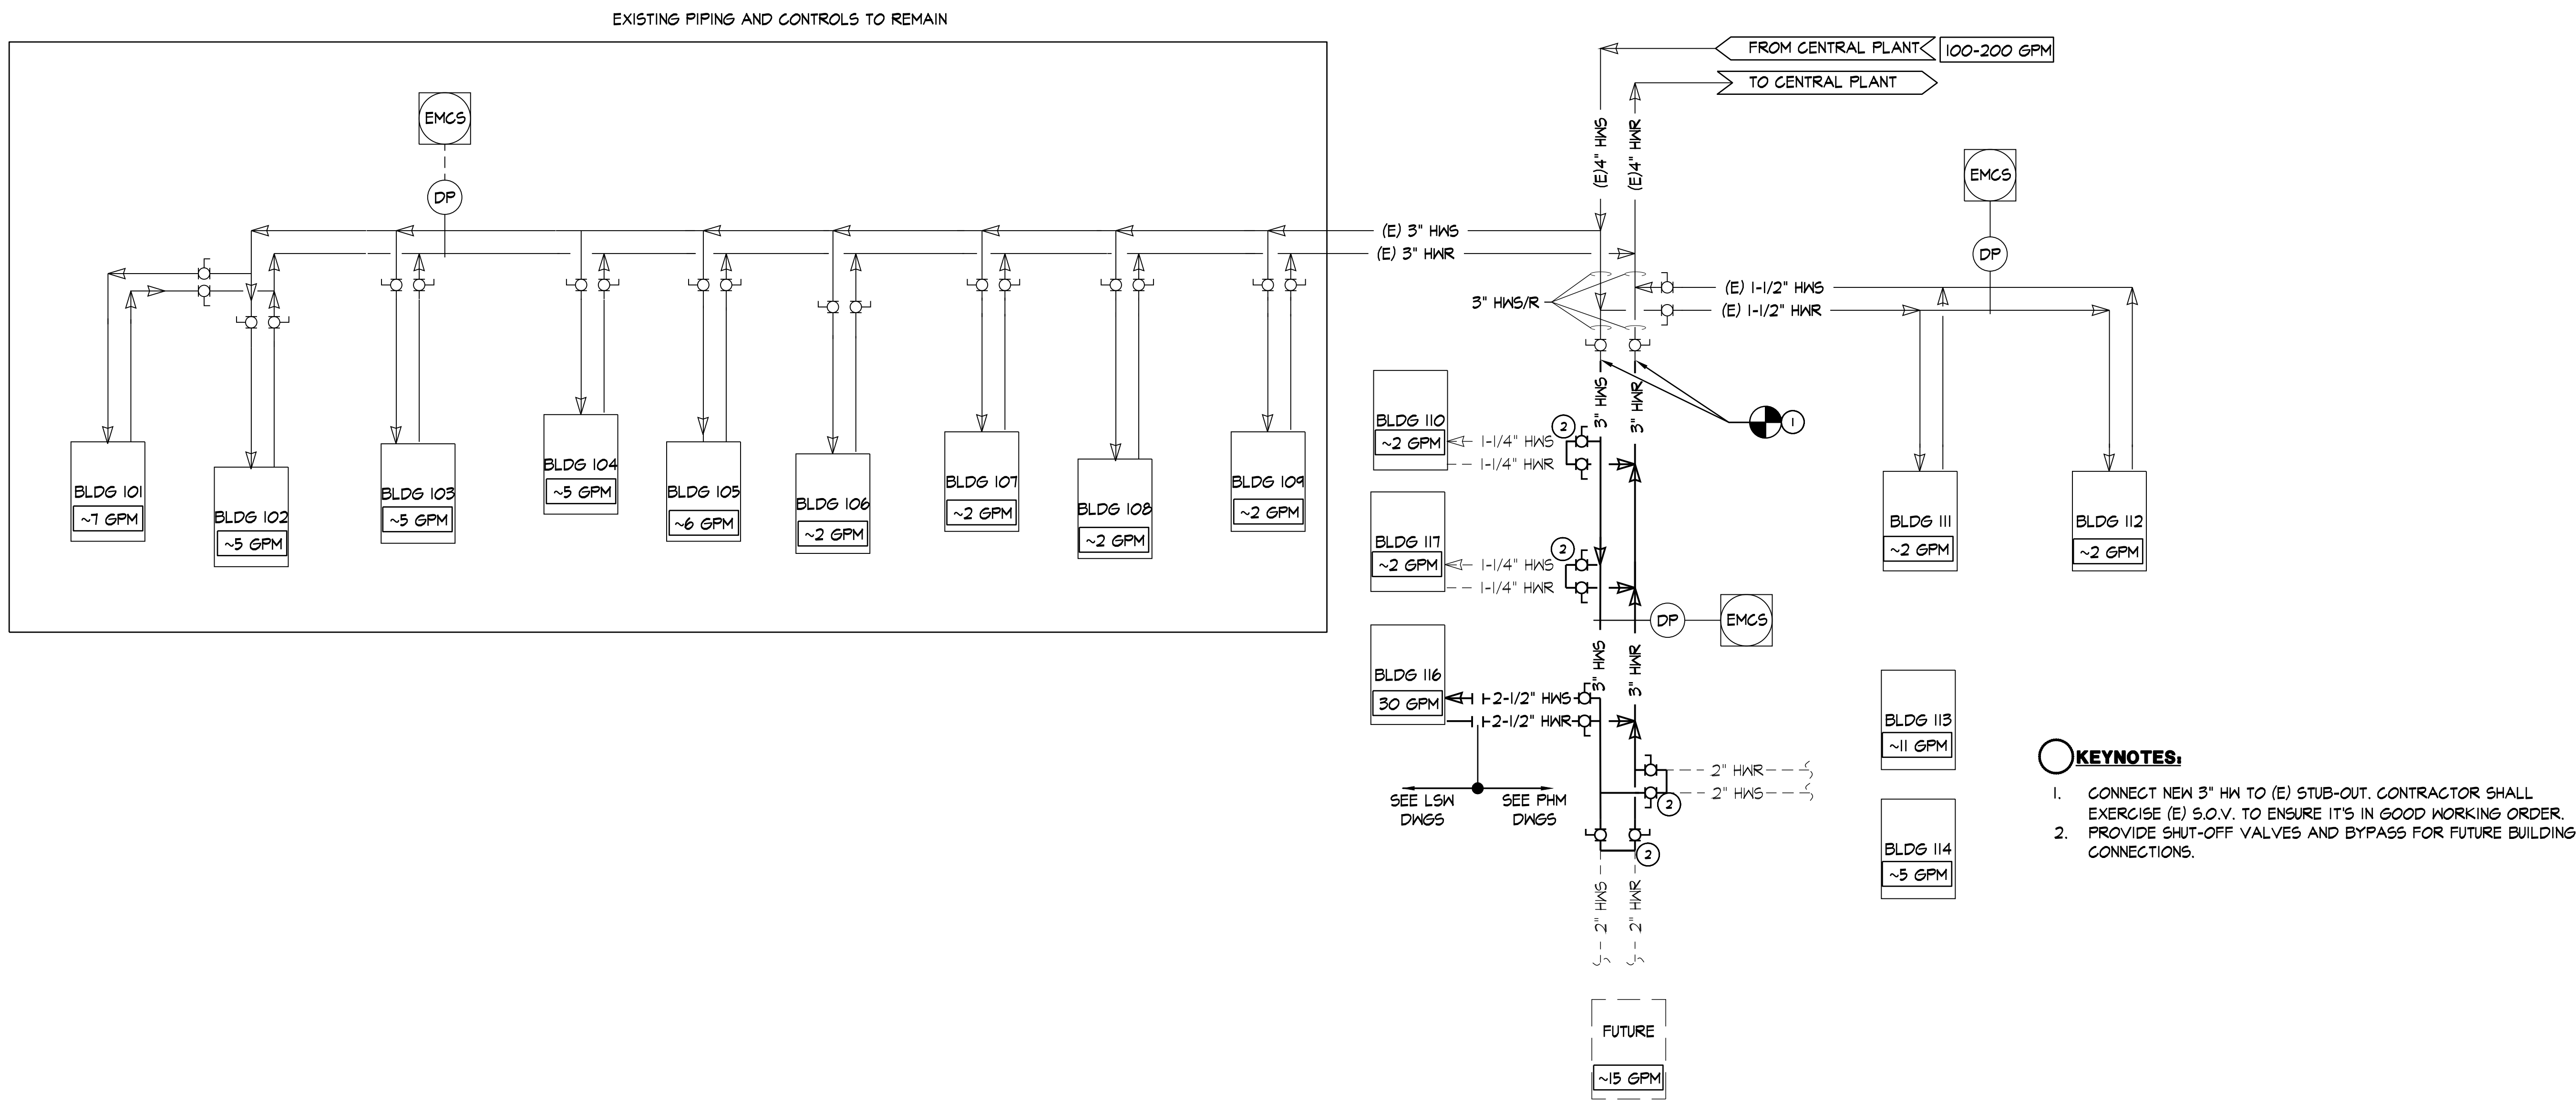 EXISTING PIPING AND CONTROLS TO REMAIN
FROM CENTRAL PLANT
100-200 GPM
TO CENTRAL PLANT
EMCS
DP
(E)4" HWS
(E)4" HWR
EMCS
DP
(E) 3" HWS
(E) 3" HWR
3" HWS/R
(E) 1-1/2" HWS
(E) 1-1/2" HWR
BLDG 101
~7 GPM
BLDG 102
~5 GPM
BLDG 103
~5 GPM
BLDG 104
~5 GPM
BLDG 105
~6 GPM
BLDG 106
~2 GPM
BLDG 107
~2 GPM
BLDG 108
~2 GPM
BLDG 109
~2 GPM
3" HWS
3" HWR
1
BLDG 110
~2 GPM
2
1-1/4" HWS
1-1/4" HWR
BLDG 111
~2 GPM
BLDG 112
~2 GPM
BLDG 117
~2 GPM
2
1-1/4" HWS
1-1/4" HWR
DP
EMCS
3" HWS
3" HWR
BLDG 116
30 GPM
2-1/2" HWS
2-1/2" HWR
SEE LSW
DWGS
SEE PHM
DWGS
2" HWR
2" HWS
2
2
2" HWS
2" HWR
BLDG 113
~11 GPM
BLDG 114
~5 GPM
FUTURE
~15 GPM
KEYNOTES:
1. CONNECT NEW 3" HW TO (E) STUB-OUT. CONTRACTOR SHALL
EXERCISE (E) S.O.V. TO ENSURE IT'S IN GOOD WORKING ORDER.
2. PROVIDE SHUT-OFF VALVES AND BYPASS FOR FUTURE BUILDING
CONNECTIONS.